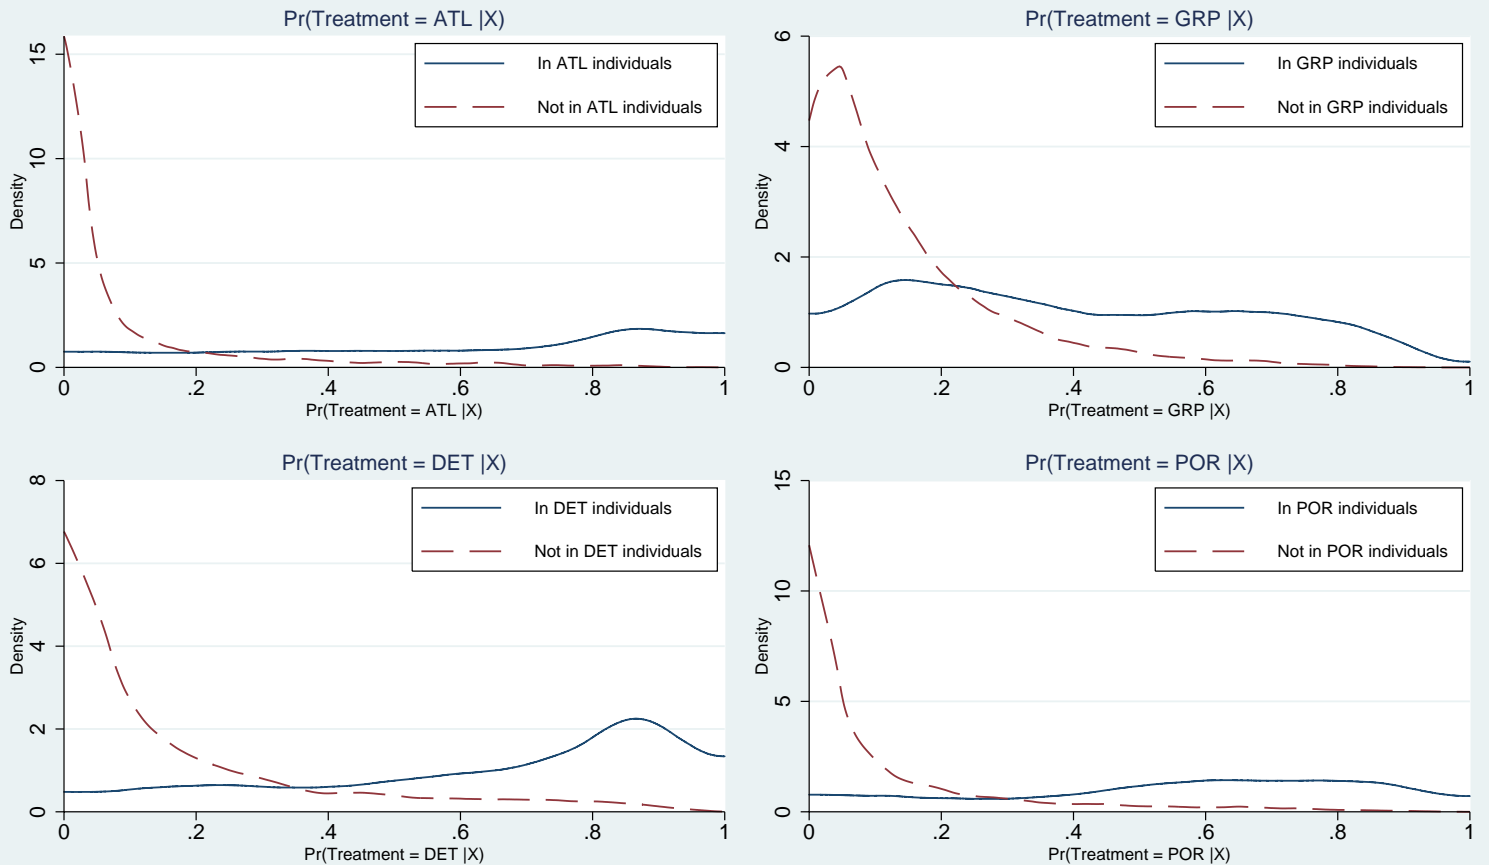 Pr(Treatment = ATL |X)
In ATL individuals
Not in ATL individuals
Density
15
10
5
0
0 .2 .4 .6 .8 1
Pr(Treatment = ATL |X)
Pr(Treatment = GRP |X)
In GRP individuals
Not in GRP individuals
Density
6
4
2
0
0 .2 .4 .6 .8 1
Pr(Treatment = GRP |X)
Pr(Treatment = DET |X)
In DET individuals
Not in DET individuals
Density
8
6
4
2
0
0 .2 .4 .6 .8 1
Pr(Treatment = DET |X)
Pr(Treatment = POR |X)
In POR individuals
Not in POR individuals
Density
15
10
5
0
0 .2 .4 .6 .8 1
Pr(Treatment = POR |X)